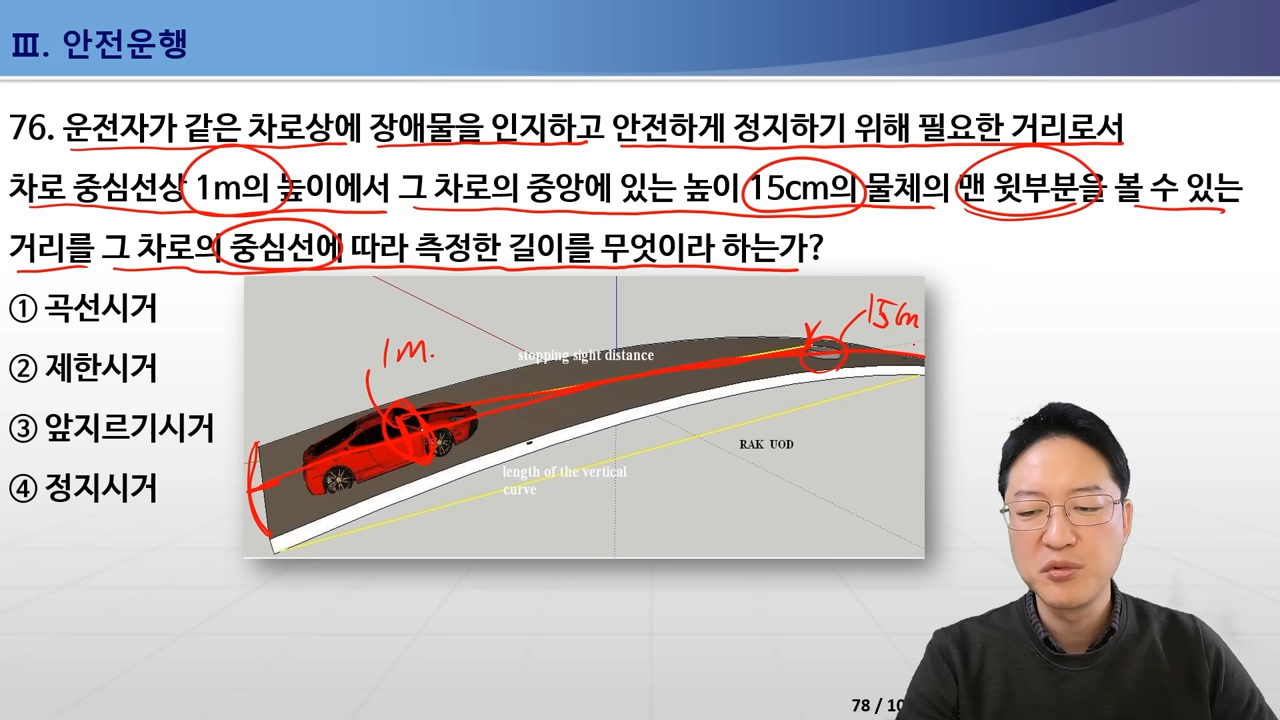 Ⅲ. 안전운행
76. 운전자가 같은 차로상에 장애물을 인지하고 안전하게 정지하기 위해 필요한 거리로서
차로 중심선상 1m의 높이에서 그 차로의 중앙에 있는 높이 15cm의 물체의 맨 윗부분을 볼 수 있는
거리를 그 차로의 중심선에 따라 측정한 길이를 무엇이라 하는가?
① 곡선시거
② 제한시거
③ 앞지르기시거
④ 정지시거
1m.
15cm
stopping sight distance
RAK UOD
length of the vertical
curve
78 / 10